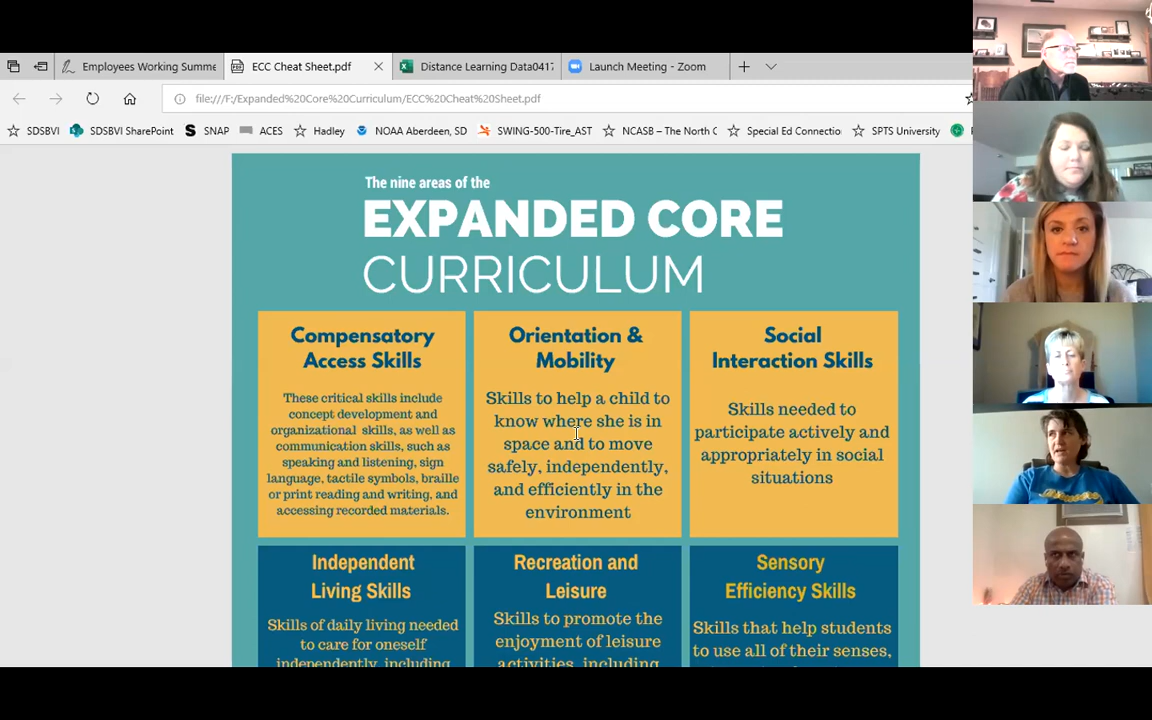 Employees Working Summe
ECC Cheat Sheet.pdf
Distance Learning Data0417
Launch Meeting - Zoom
file:///F:/Expanded%20Core%20Curriculum/ECC%20Cheat%20Sheet.pdf
SDSBVI
SDSBVI SharePoint
SNAP
ACES
Hadley
NOAA Aberdeen, SD
SWING-500-Tire_AST
NCASB – The North C
Special Ed Connectio
SPTS University
The nine areas of the
EXPANDED CORE
CURRICULUM
Compensatory
Access Skills
These critical skills include
concept development and
organizational skills, as well as
communication skills, such as
speaking and listening, sign
language, tactile symbols, braille
or print reading and writing, and
accessing recorded materials.
Orientation &
Mobility
Skills to help a child to
know where she is in
space and to move
safely, independently,
and efficiently in the
environment
Social
Interaction Skills
Skills needed to
participate actively and
appropriately in social
situations
Independent
Living Skills
Skills of daily living needed
to care for oneself
independently, including
Recreation and
Leisure
Skills to promote the
enjoyment of leisure
activities, including
Sensory
Efficiency Skills
Skills that help students
to use all of their senses,